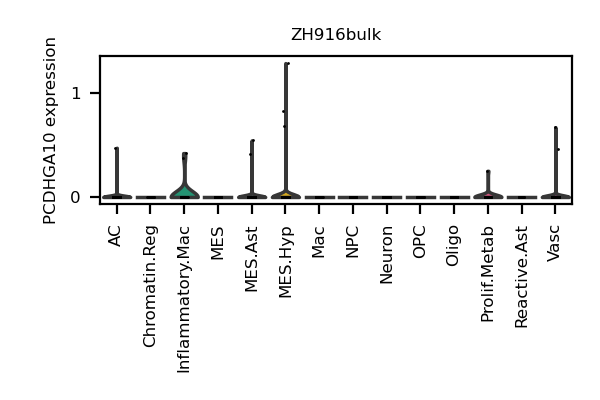 ZH916bulk
PCDHGA10 expression
1
0
AC
Chromatin.Reg
Inflammatory.Mac
MES
MES.Ast
MES.Hyp
Mac
NPC
Neuron
OPC
Oligo
Prolif.Metab
Reactive.Ast
Vasc